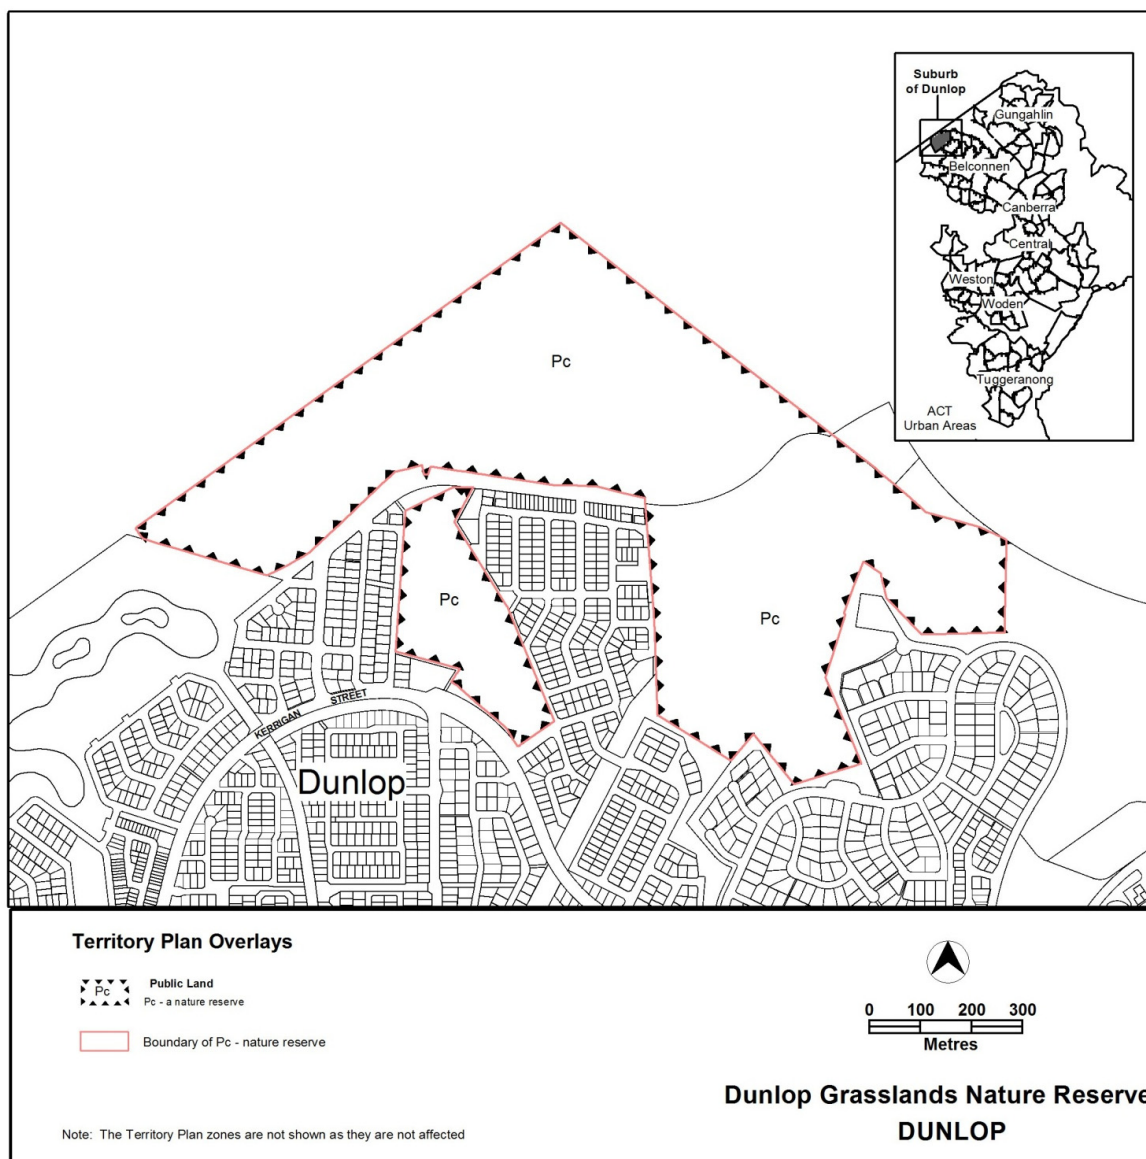 Suburb
of Dunlop
Gungahlin
Belconnen
Canberra
Central
Weston
Woden
Tuggeranong
ACT
Urban Areas
Pc
Pc
Pc
KERRIGAN STREET
Dunlop
Territory Plan Overlays
Pc
Public Land
Pc - a nature reserve
Boundary of Pc - nature reserve
0 100 200 300
Metres
Dunlop Grasslands Nature Reserve
DUNLOP
Note: The Territory Plan zones are not shown as they are not affected